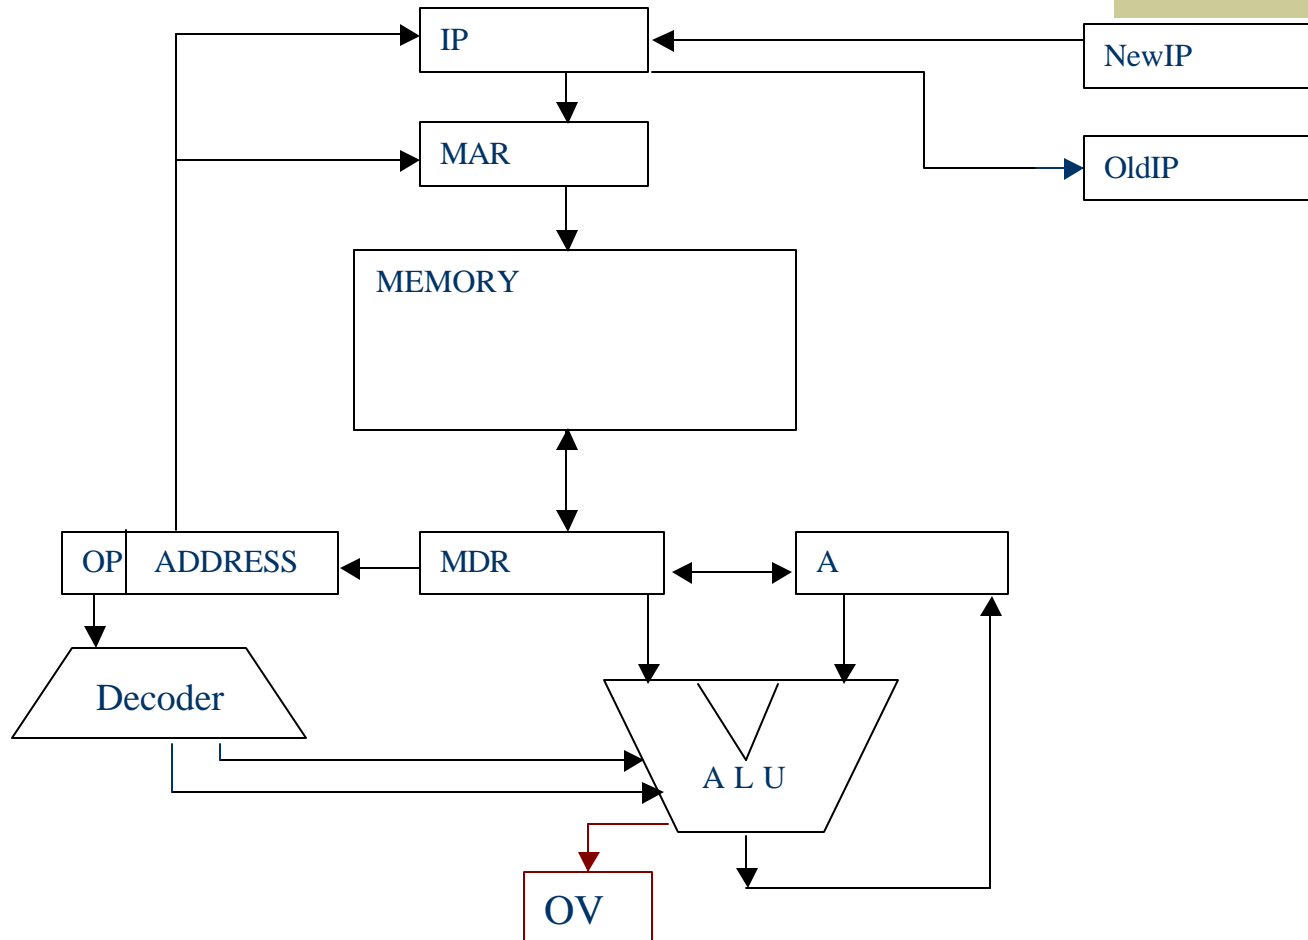 IP
NewIP
MAR
OldIP
MEMORY
OP ADDRESS
MDR
A
Decoder
A L U
OV